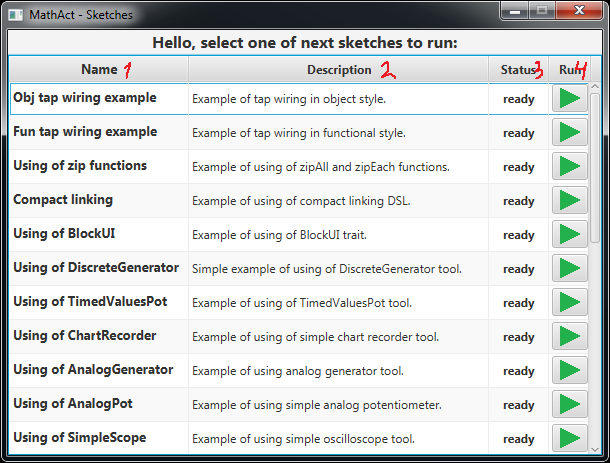 MathAct - Sketches
Hello, select one of next sketches to run:
Name 1 Description 2 Status 3 Run 4
Obj tap wiring example Example of tap wiring in object style. ready
Fun tap wiring example Example of tap wiring in functional style. ready
Using of zip functions Example of using of zipAll and zipEach functions. ready
Compact linking Example of using of compact linking DSL. ready
Using of BlockUI Example of using of BlockUI trait. ready
Using of DiscreteGenerator Simple example of using of DiscreteGenerator tool. ready
Using of TimedValuesPot Example of using of TimedValuesPot tool. ready
Using of ChartRecorder Example of using of simple chart recorder tool. ready
Using of AnalogGenerator Example of using analog generator tool. ready
Using of AnalogPot Example of using simple analog potentiometer. ready
Using of SimpleScope Example of using simple oscilloscope tool. ready